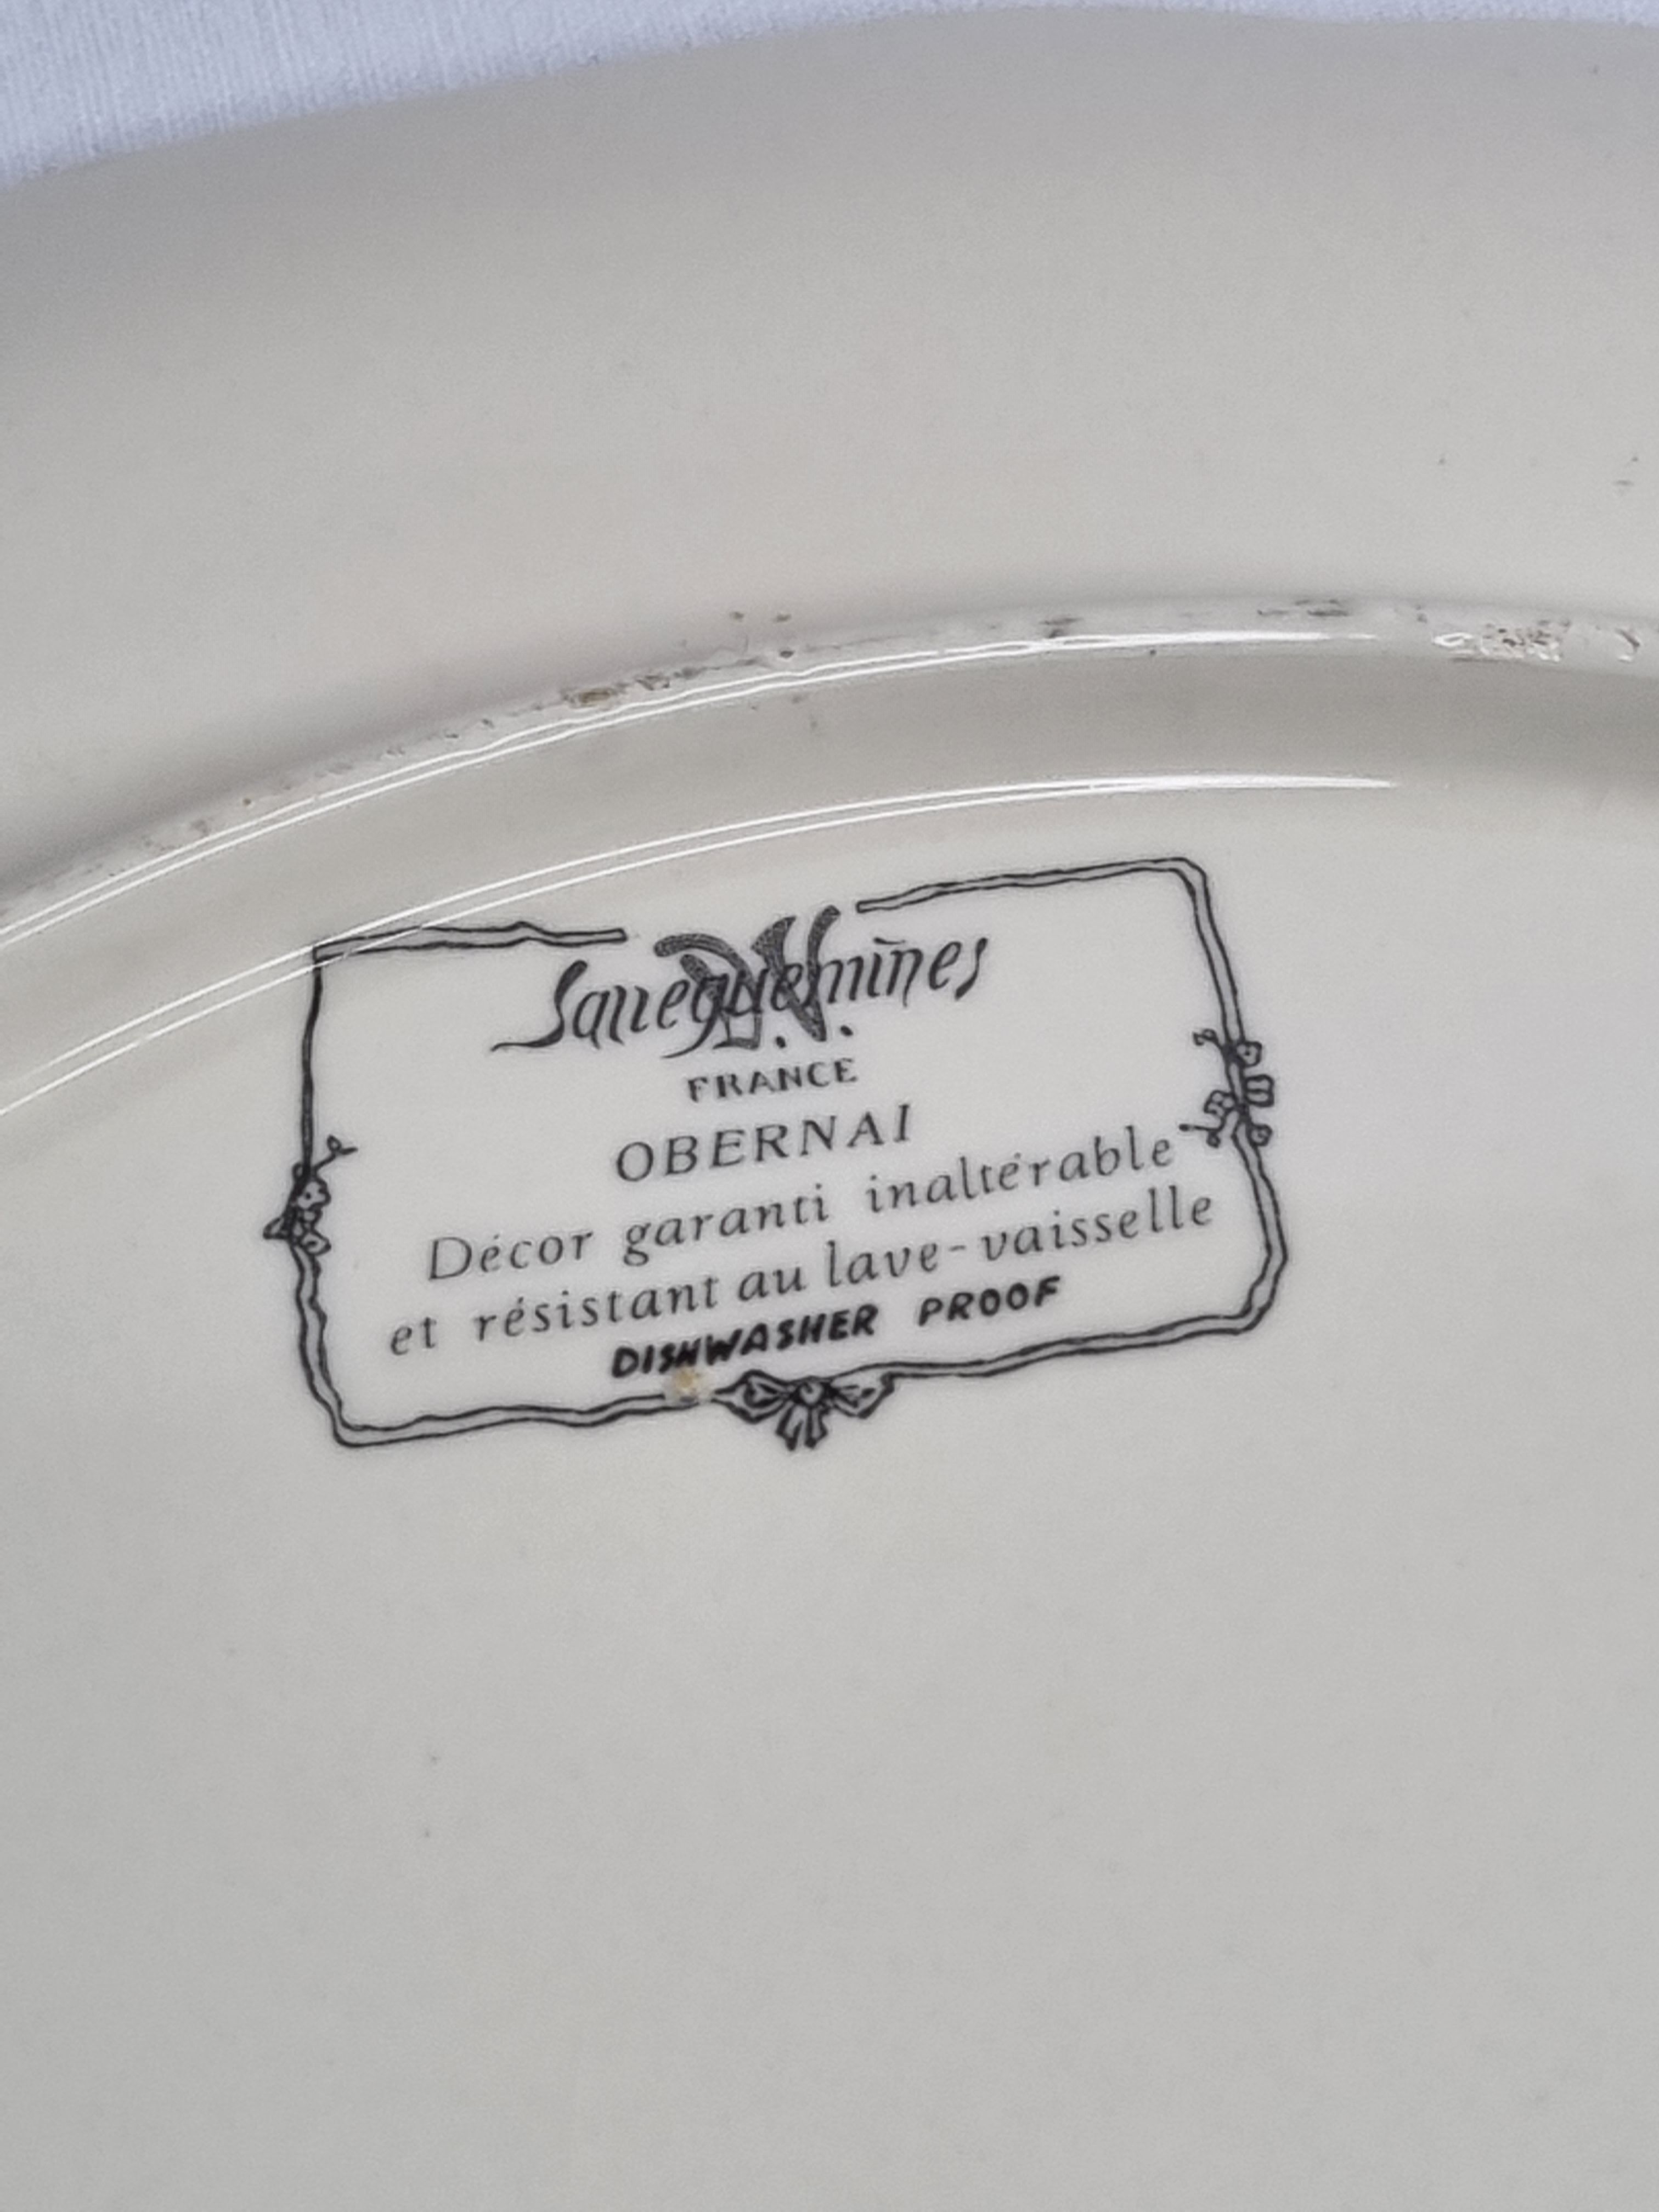 Sarreguemines
D.V.
FRANCE
OBERNAI
Décor garanti inaltérable
et résistant au lave-vaisselle
DISHWASHER PROOF